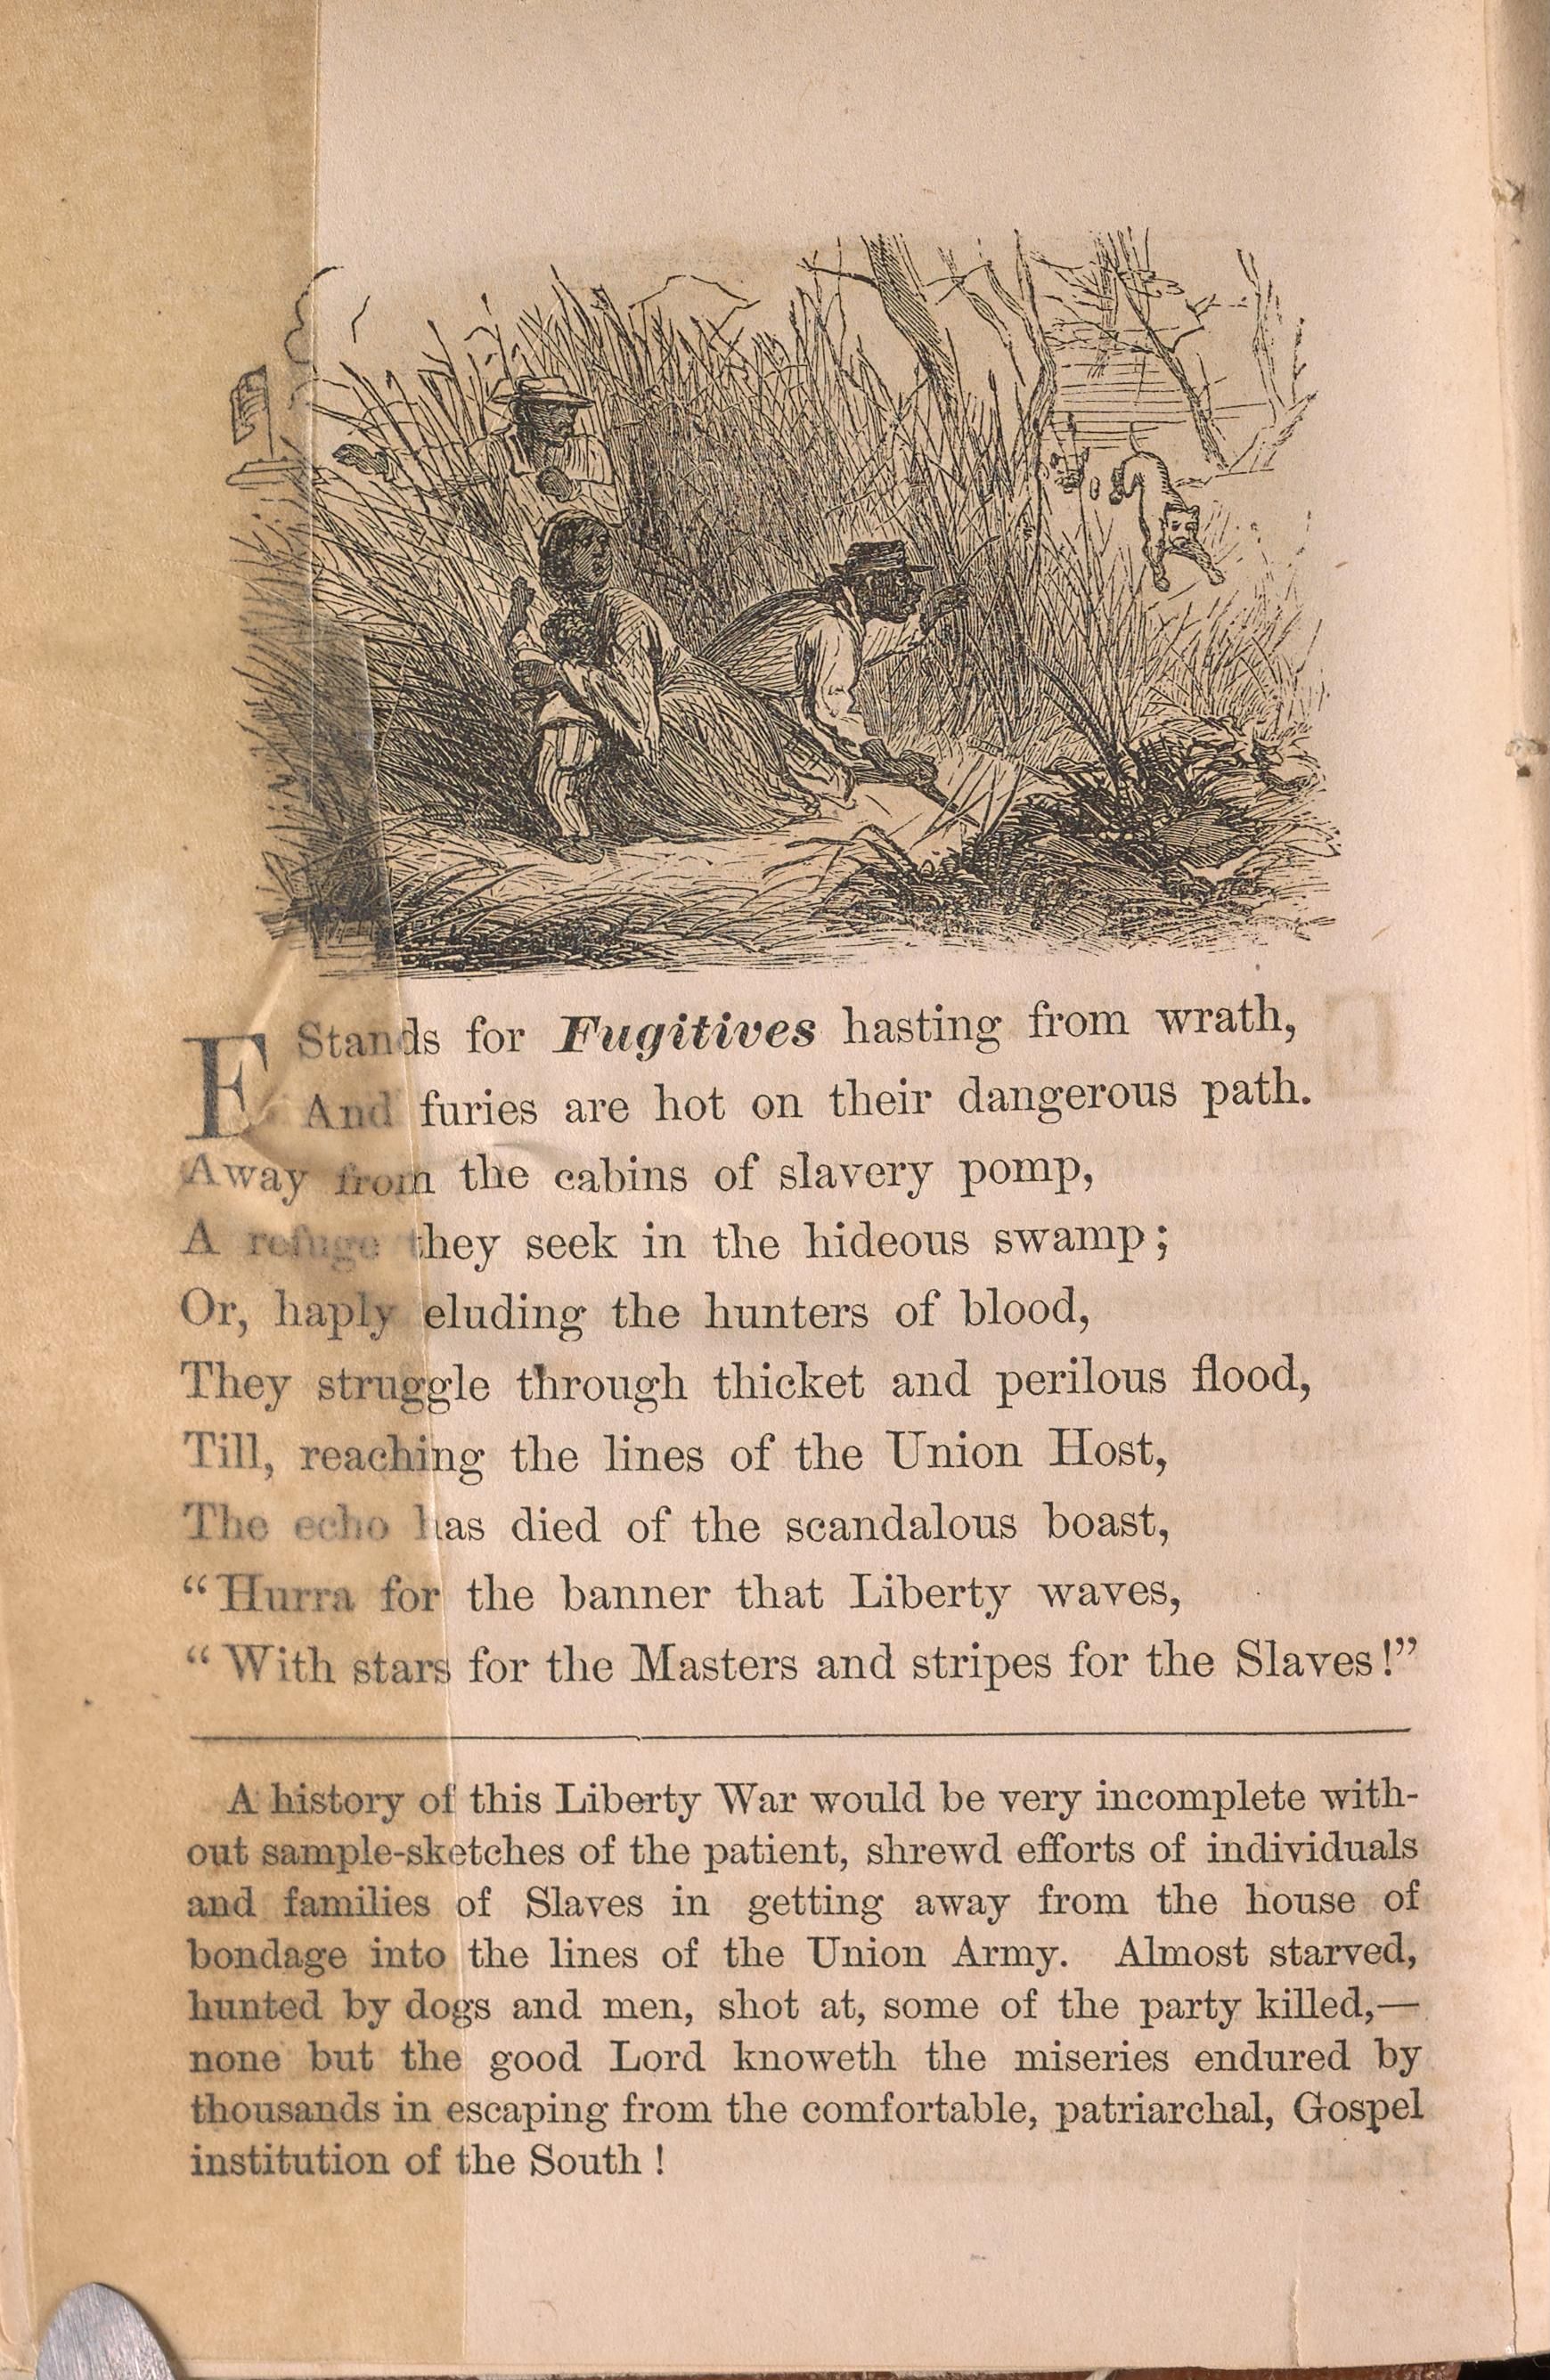 F Stands for Fugitives hasting from wrath,
And furies are hot on their dangerous path.
Away from the cabins of slavery pomp,
A refuge they seek in the hideous swamp;
Or, haply eluding the hunters of blood,
They struggle through thicket and perilous flood,
Till, reaching the lines of the Union Host,
The echo has died of the scandalous boast,
“Hurra for the banner that Liberty waves,
“With stars for the Masters and stripes for the Slaves!”
A history of this Liberty War would be very incomplete with-
out sample-sketches of the patient, shrewd efforts of individuals
and families of Slaves in getting away from the house of
bondage into the lines of the Union Army. Almost starved,
hunted by dogs and men, shot at, some of the party killed,—
none but the good Lord knoweth the miseries endured by
thousands in escaping from the comfortable, patriarchal, Gospel
institution of the South!